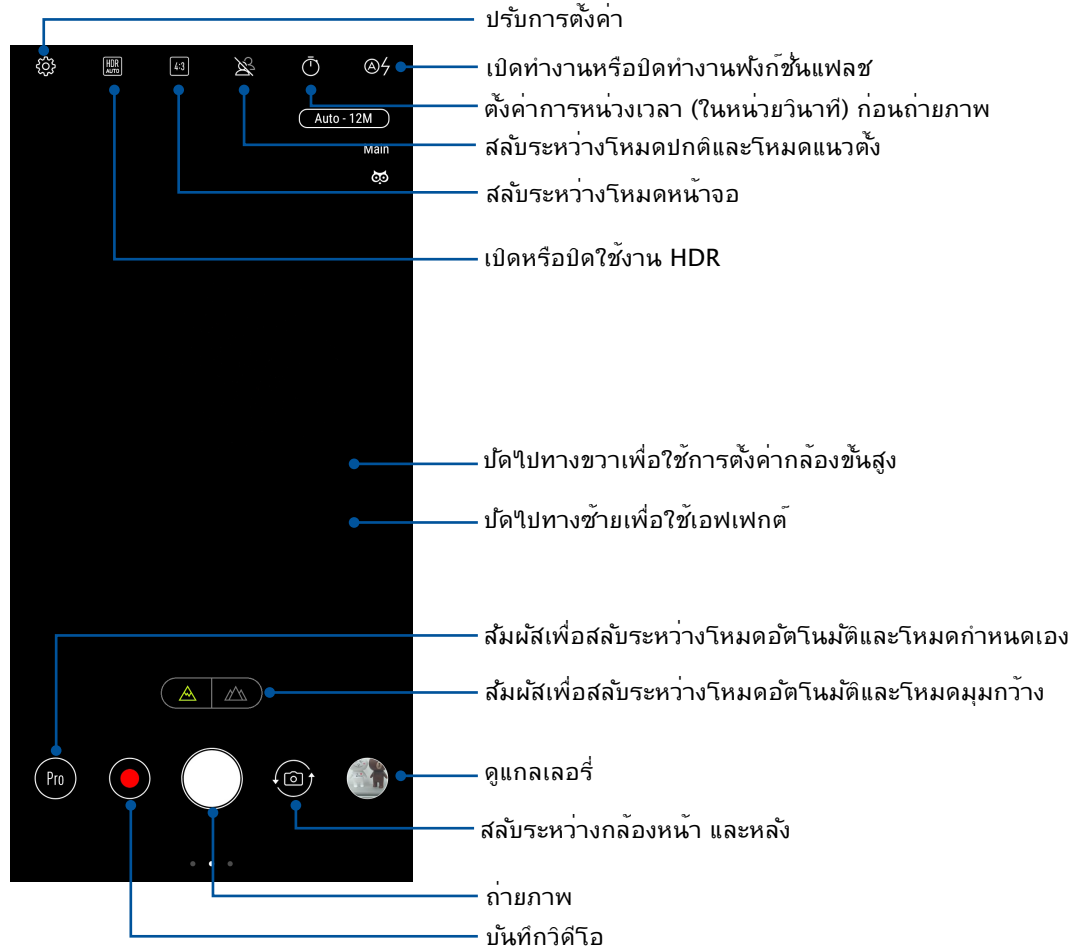 ปรับการตั้งค่า
HDR
AUTO
4:3
A
เปิดทำงานหรือปิดทำงานฟังก์ชั่นแฟลช
ตั้งค่าการหน่วงเวลา (ในหน่วยวินาที) ก่อนถ่ายภาพ
Auto - 12M
Main
สลับระหว่างโหมดปกติและโหมดแนวตั้ง
สลับระหว่างโหมดหน้าจอ
เปิดหรือปิดใช้งาน HDR
ปัดไปทางขวาเพื่อใช้การตั้งค่ากล้องขั้นสูง
ปัดไปทางซ้ายเพื่อใช้เอฟเฟกต์
สัมผัสเพื่อสลับระหว่างโหมดอัตโนมัติและโหมดกำหนดเอง
สัมผัสเพื่อสลับระหว่างโหมดอัตโนมัติและโหมดมุมกว้าง
Pro
ดูแกลเลอรี่
สลับระหว่างกล้องหน้า และหลัง
ถ่ายภาพ
บันทึกวิดีโอ